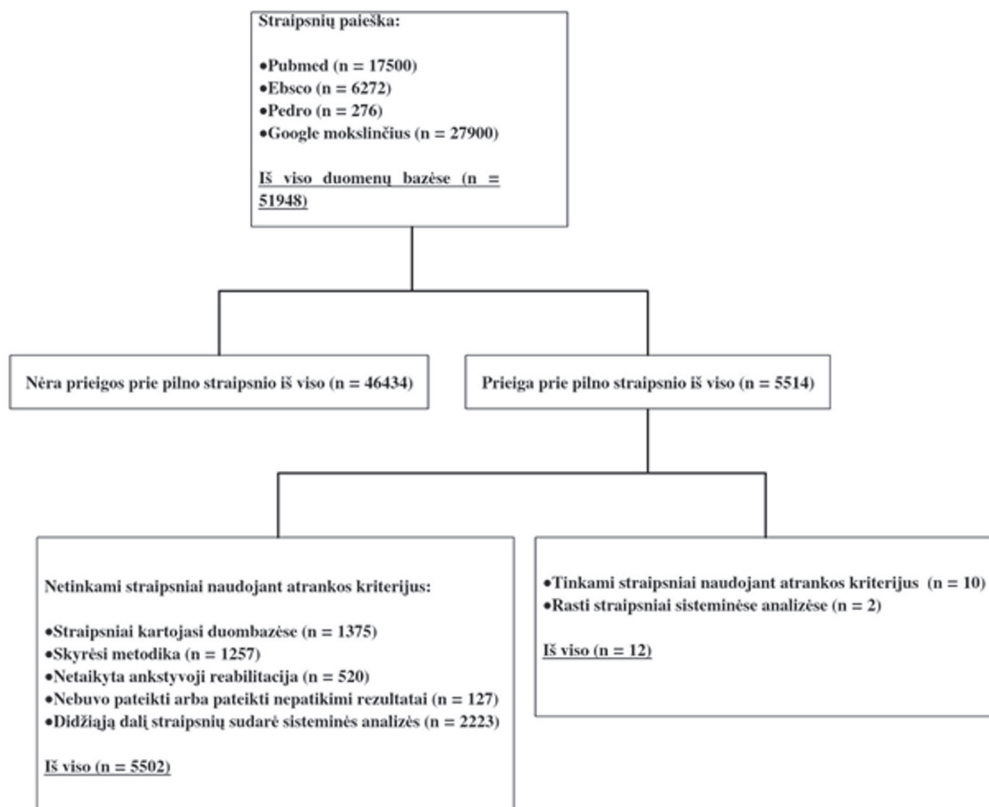 Straipsnių paieška:
•Pubmed (n = 17500)
•Ebsco (n = 6272)
•Pedro (n = 276)
•Google mokslinčius (n = 27900)
Iš viso duomenų bazėse (n =
51948)
Nėra prieigos prie pilno straipsnio iš viso (n = 46434)
Prieiga prie pilno straipsnio iš viso (n = 5514)
Netinkami straipsniai naudojant atrankos kriterijus:
•Straipsniai kartojasi duombazėse (n = 1375)
•Skyrėsi metodika (n = 1257)
•Netaikyta ankstyvoji reabilitacija (n = 520)
•Nebuvo pateikti arba pateikti nepatikimi rezultatai (n = 127)
•Didžiąją dalį straipsnių sudarė sisteminės analizės (n = 2223)
Iš viso (n = 5502)
•Tinkami straipsniai naudojant atrankos kriterijus (n = 10)
•Rasti straipsniai sisteminėse analizėse (n = 2)
Iš viso (n = 12)